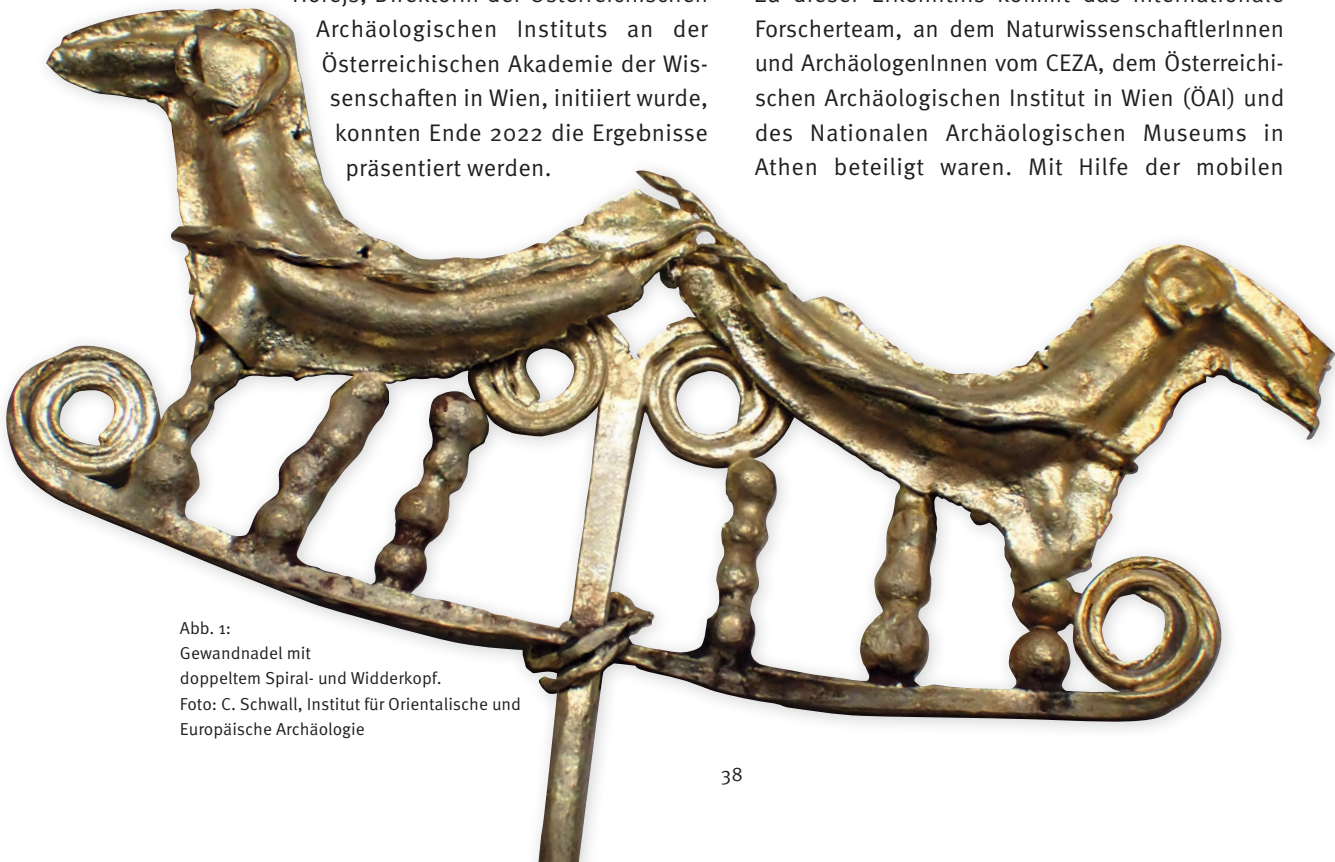 Archäologischen Instituts an der
Österreichischen Akademie der Wis-
senschaften in Wien, initiiert wurde,
konnten Ende 2022 die Ergebnisse
präsentiert werden.
Forscherteam, an dem NaturwissenschaftlerInnen
und ArchäologenInnen vom CEZA, dem Österreichi-
schen Archäologischen Institut in Wien (ÖAI) und
des Nationalen Archäologischen Museums in
Athen beteiligt waren. Mit Hilfe der mobilen
Abb. 1:
Gewandnadel mit
doppeltem Spiral- und Widderkopf.
Foto: C. Schwall, Institut für Orientalische und
Europäische Archäologie
38